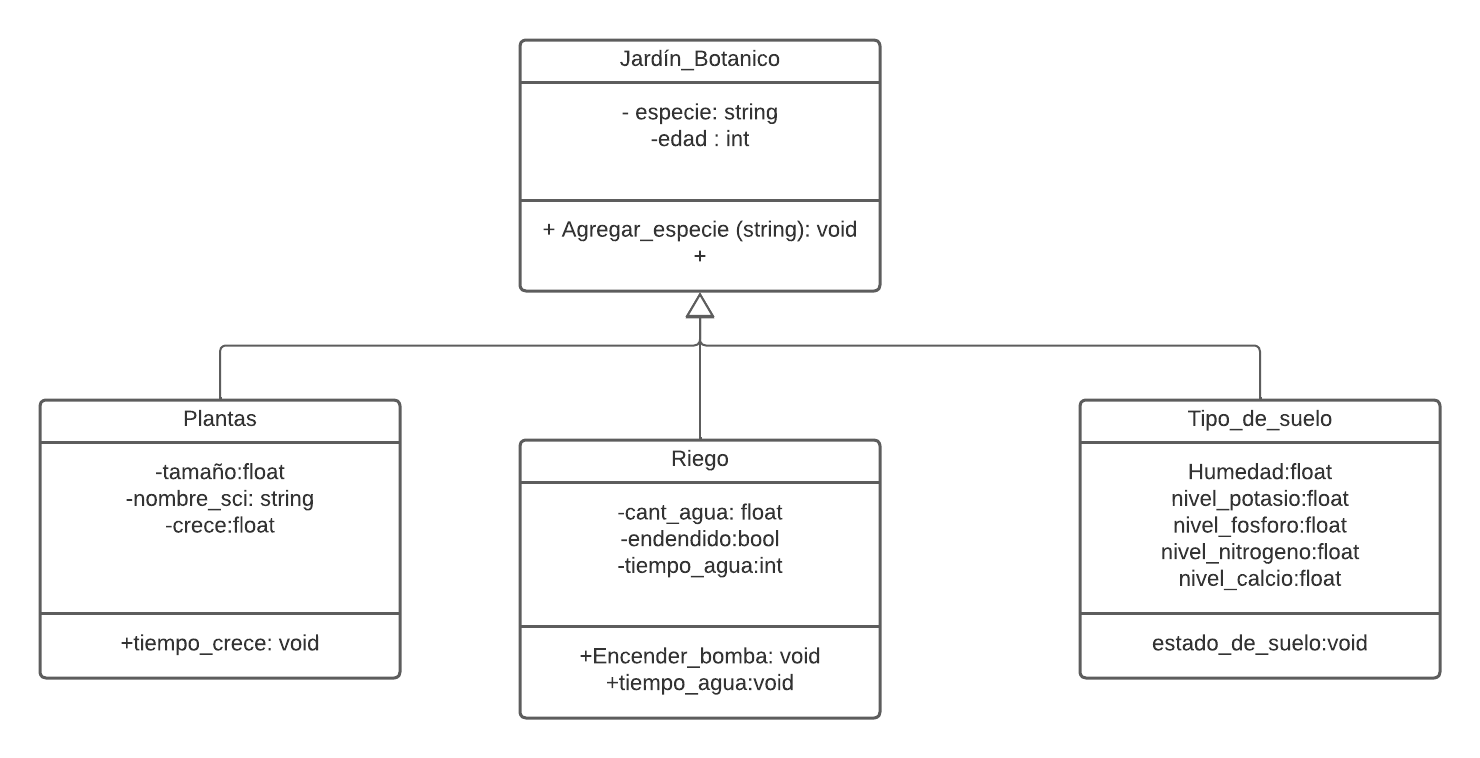 Jardín_Botanico
- especie: string
-edad : int
+ Agregar_especie (string): void
+
Plantas
-tamaño:float
-nombre_sci: string
-crece:float
+tiempo_crece: void
Riego
-cant_agua: float
-endendido:bool
-tiempo_agua:int
+Encender_bomba: void
+tiempo_agua:void
Tipo_de_suelo
Humedad:float
nivel_potasio:float
nivel_fosforo:float
nivel_nitrogeno:float
nivel_calcio:float
estado_de_suelo:void